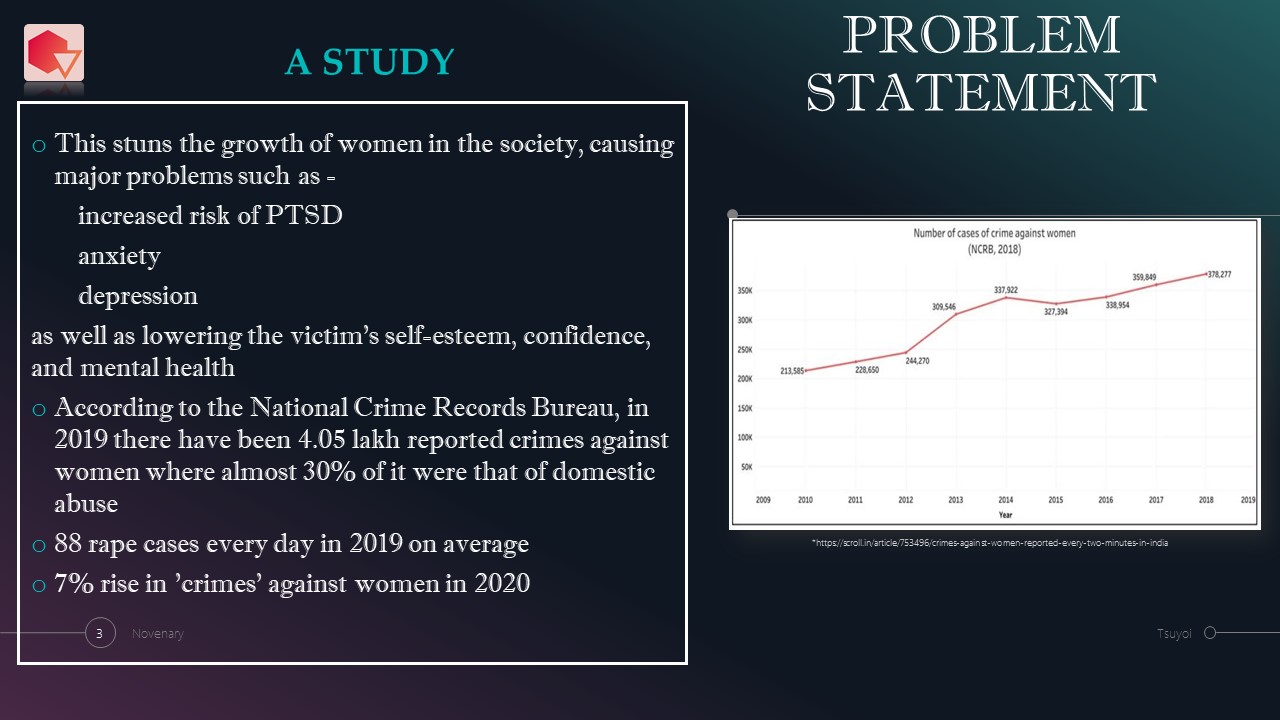 A STUDY
PROBLEM
STATEMENT
o This stuns the growth of women in the society, causing
major problems such as -
increased risk of PTSD
anxiety
depression
as well as lowering the victim’s self-esteem, confidence,
and mental health
o According to the National Crime Records Bureau, in
2019 there have been 4.05 lakh reported crimes against
women where almost 30% of it were that of domestic
abuse
o 88 rape cases every day in 2019 on average
o 7% rise in ’crimes’ against women in 2020
3 Novenary
Number of cases of crime against women
(NCRB, 2018)
350K
300K
250K
200K
150K
100K
50K
213,585
228,650
244,270
309,546
337,922
327,394
338,954
359,849
378,277
2009 2010 2011 2012 2013 2014 2015 2016 2017 2018 2019
Year
*https://scroll.in/article/753496/crimes-against-women-reported-every-two-minutes-in-india
Tsuyoi